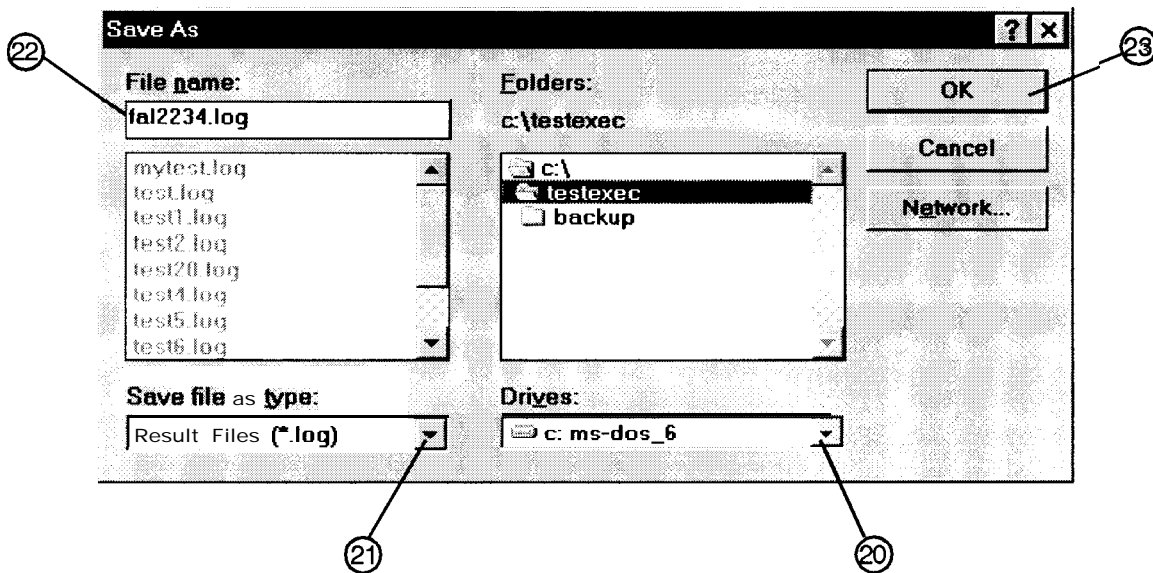 Save As
? ×
22
23
File name:
Folders:
OK
fal2234.log
c:\testexec
Cancel
mytest.log
test.log
test1.log
test2.log
test20.log
test4.log
test5.log
test6.log
c:\
testexec
backup
Network...
Save file as type:
Drives:
Result Files (*.log)
c: ms-dos_6
21
20